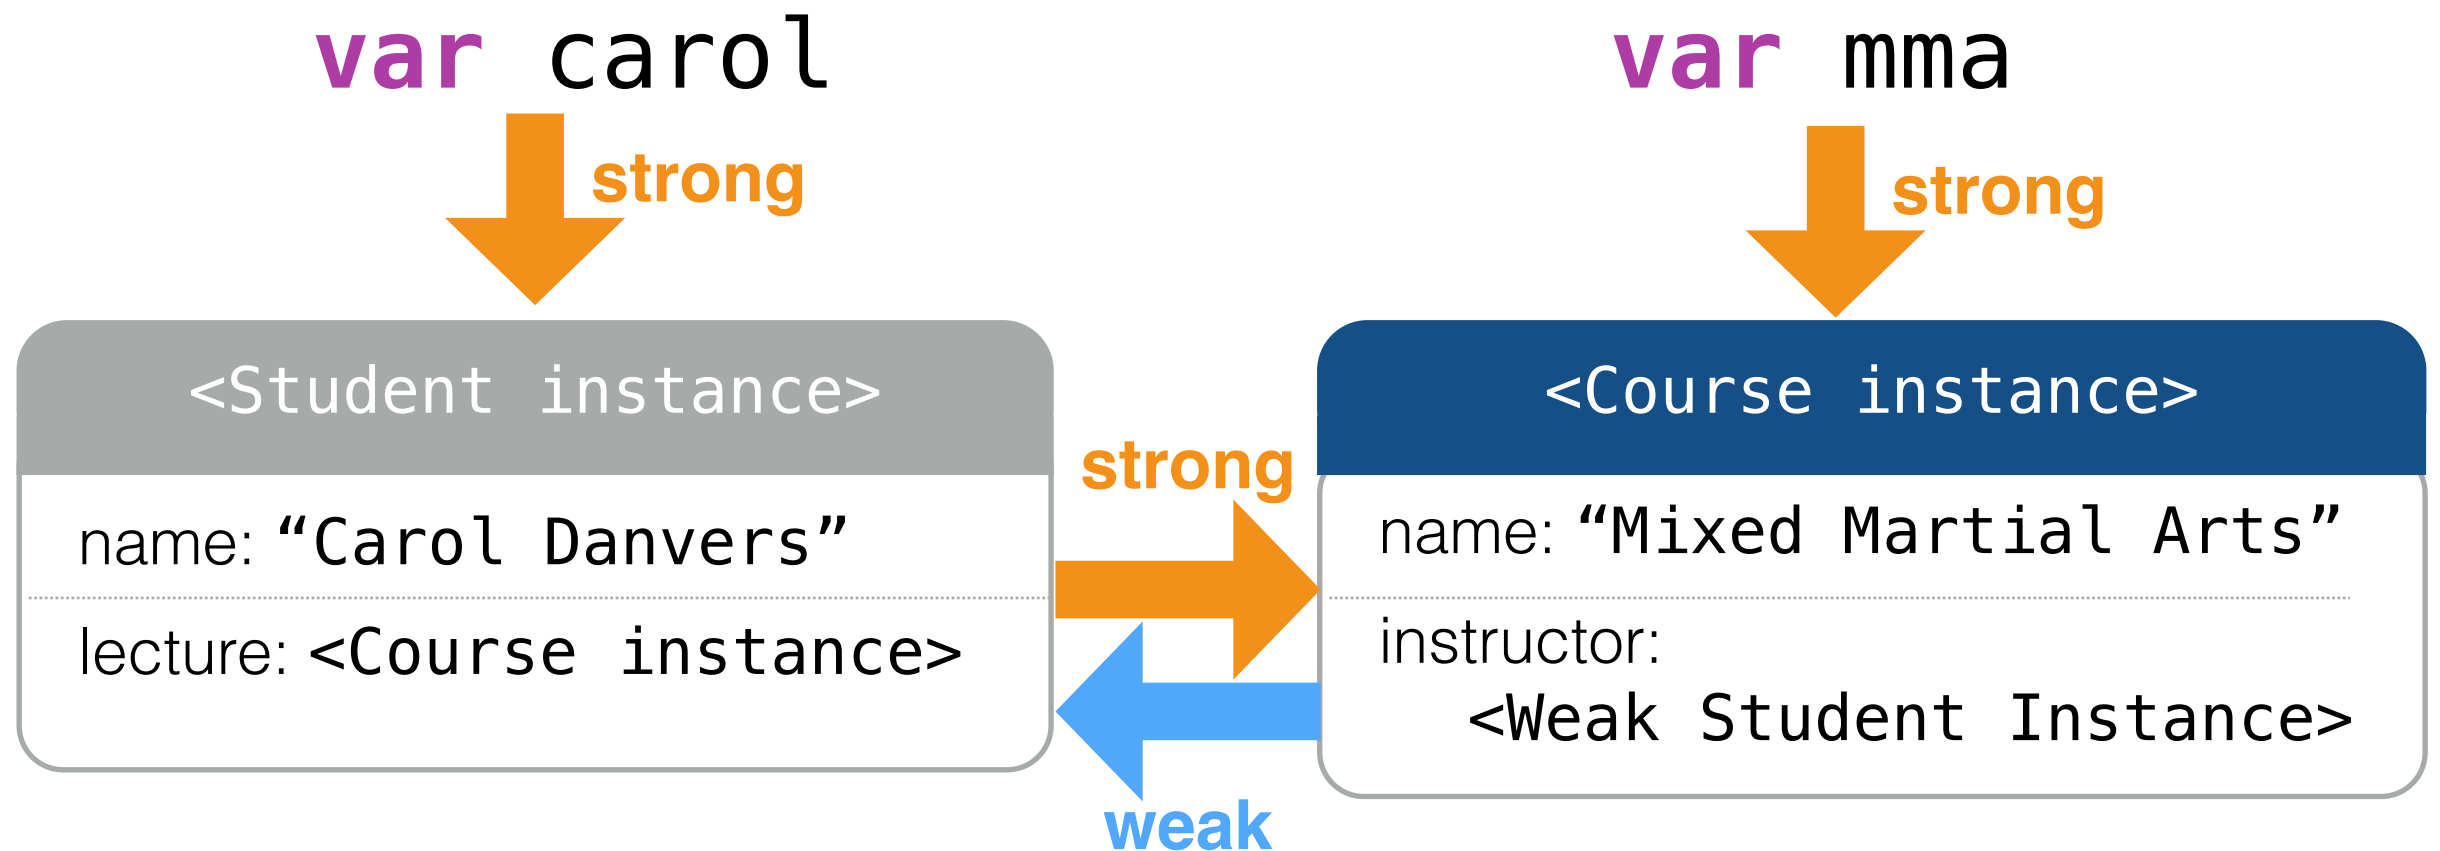 var carol
strong
var mma
strong
<Student instance>
name: “Carol Danvers”
lecture: <Course instance>
strong
weak
<Course instance>
name: “Mixed Martial Arts”
instructor:
<Weak Student Instance>